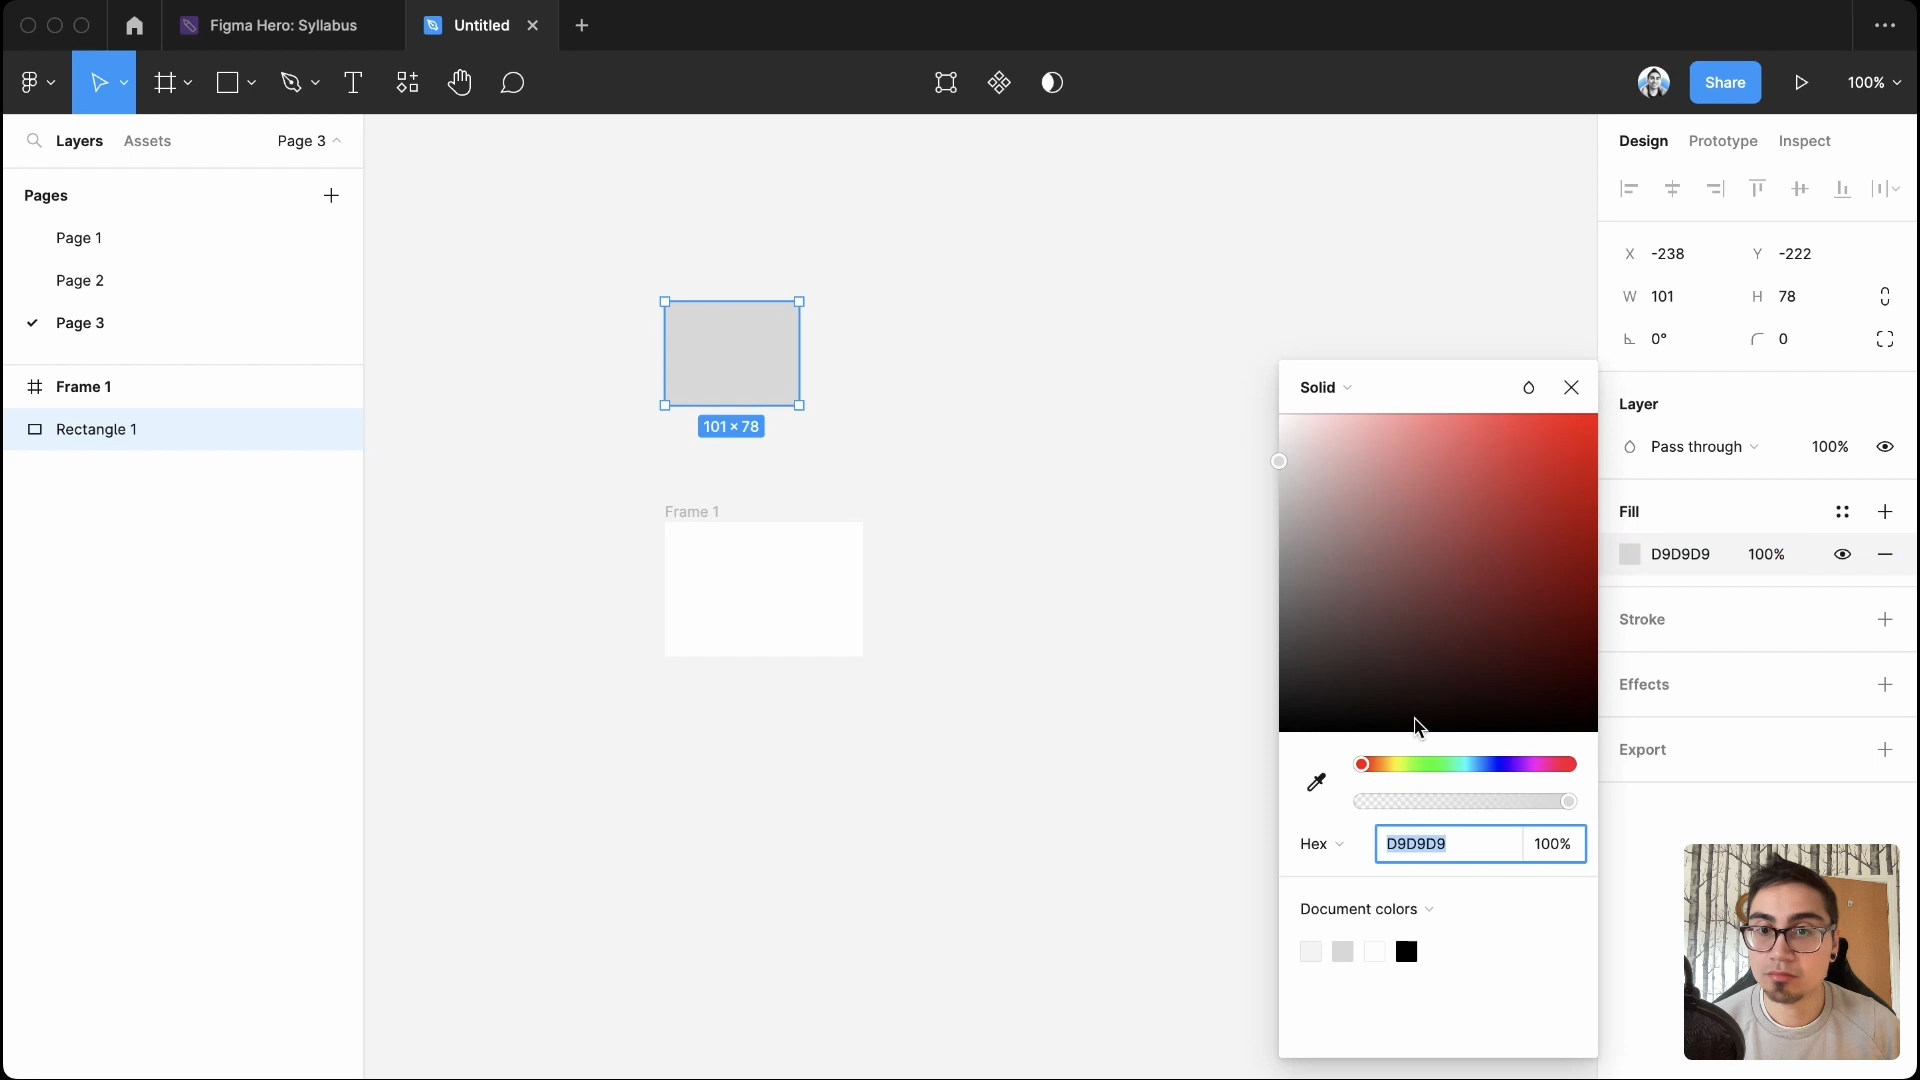 Figma Hero: Syllabus
Untitled
Share
100%
Layers
Assets
Page 3
Design
Prototype
Inspect
Pages
Page 1
Page 2
Page 3
Frame 1
Rectangle 1
101 × 78
Frame 1
X -238
Y -222
W 101
H 78
0°
0
Layer
Pass through
100%
Fill
D9D9D9
100%
Stroke
Effects
Export
Solid
Hex
D9D9D9
100%
Document colors